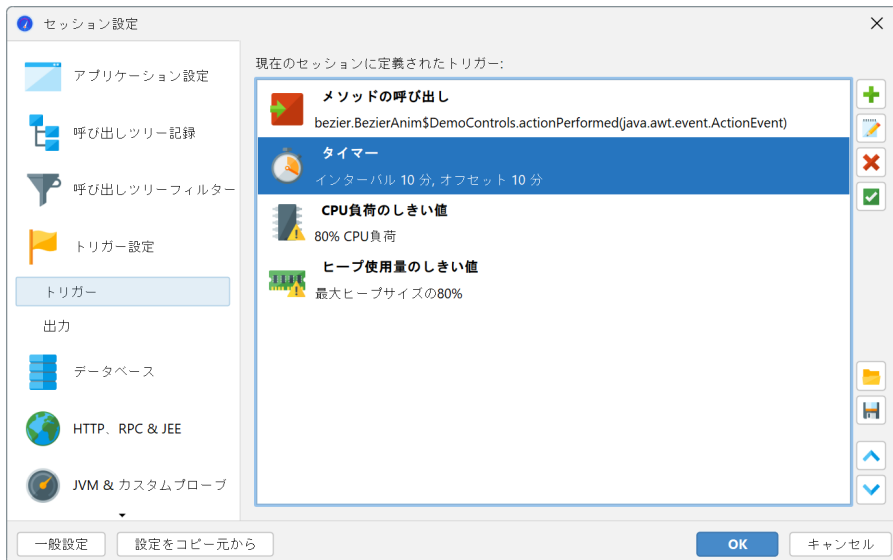 セッション設定
アプリケーション設定
呼び出しツリー記録
呼び出しツリーフィルター
トリガー設定
トリガー
出力
データベース
HTTP、RPC & JEE
JVM & カスタムプローブ
現在のセッションに定義されたトリガー:
メソッドの呼び出し
bezier.BezierAnim$DemoControls.actionPerformed(java.awt.event.ActionEvent)
タイマー
インターバル 10 分, オフセット 10 分
CPU負荷のしきい値
80% CPU負荷
ヒープ使用量のしきい値
最大ヒープサイズの80%
一般設定
設定をコピー元から
OK
キャンセル